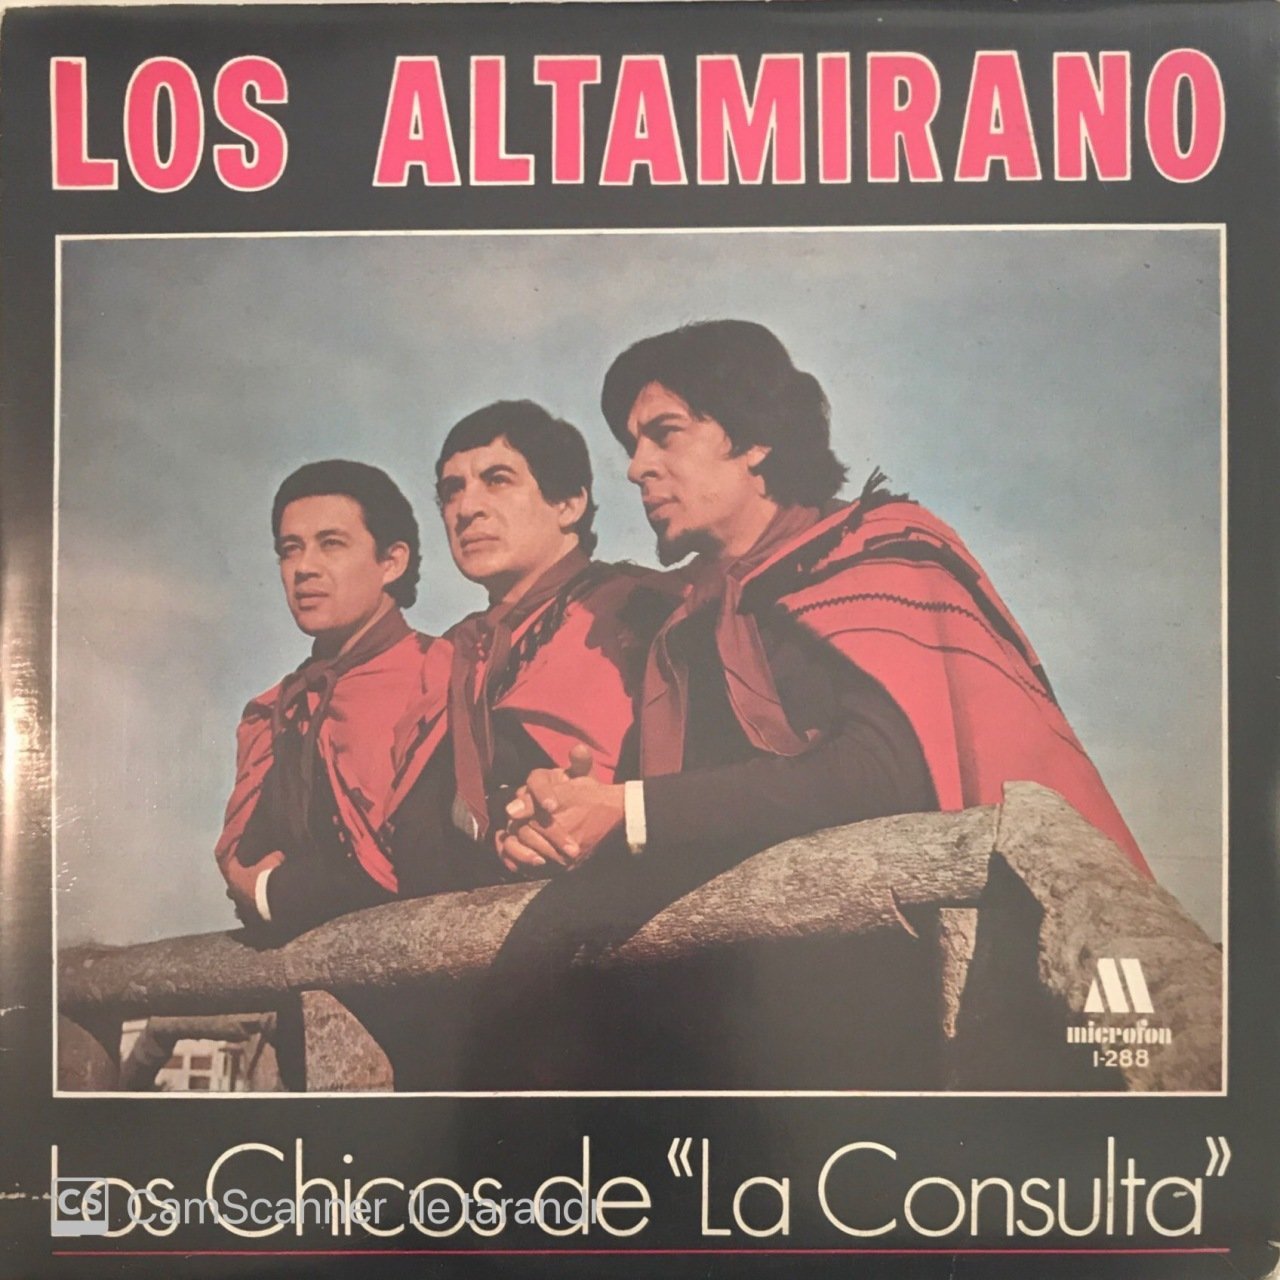 LOS ALTAMIRANO
M
microfon
I-288
Los Chicos de “La Consulta”
CS CamScanner ile tarandı